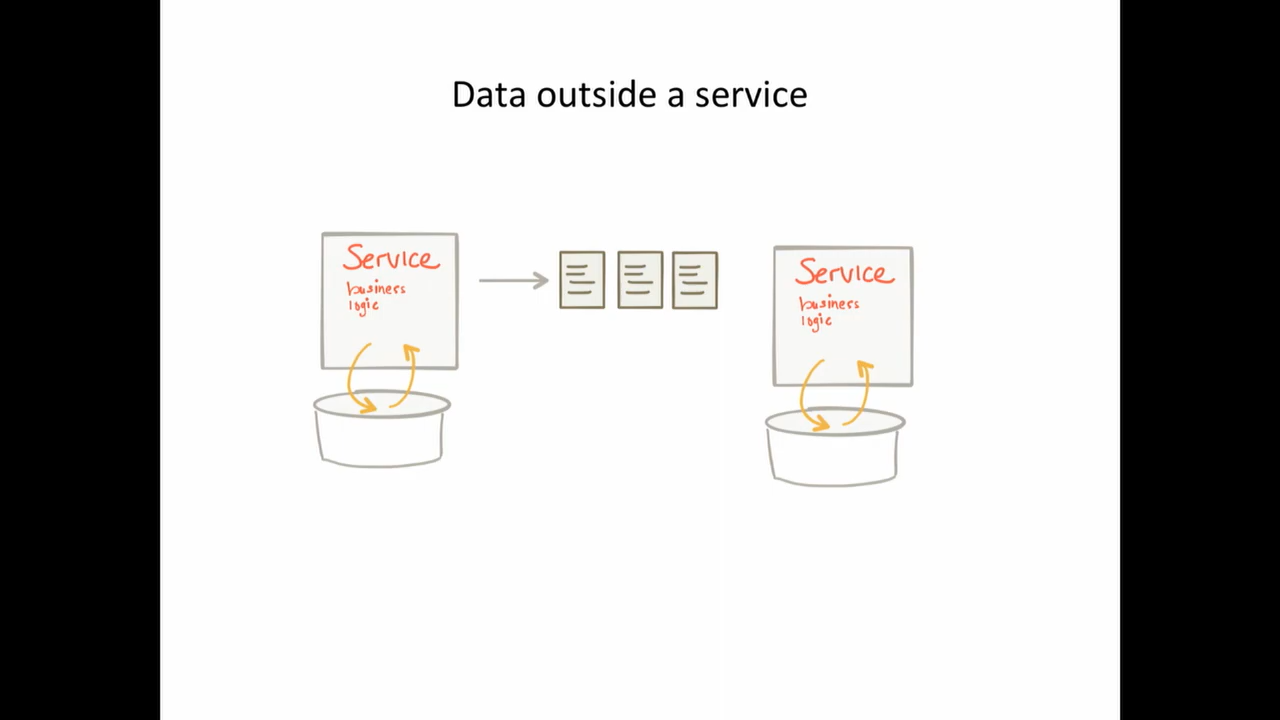 Data outside a service
Service
business
logic
Service
business
logic